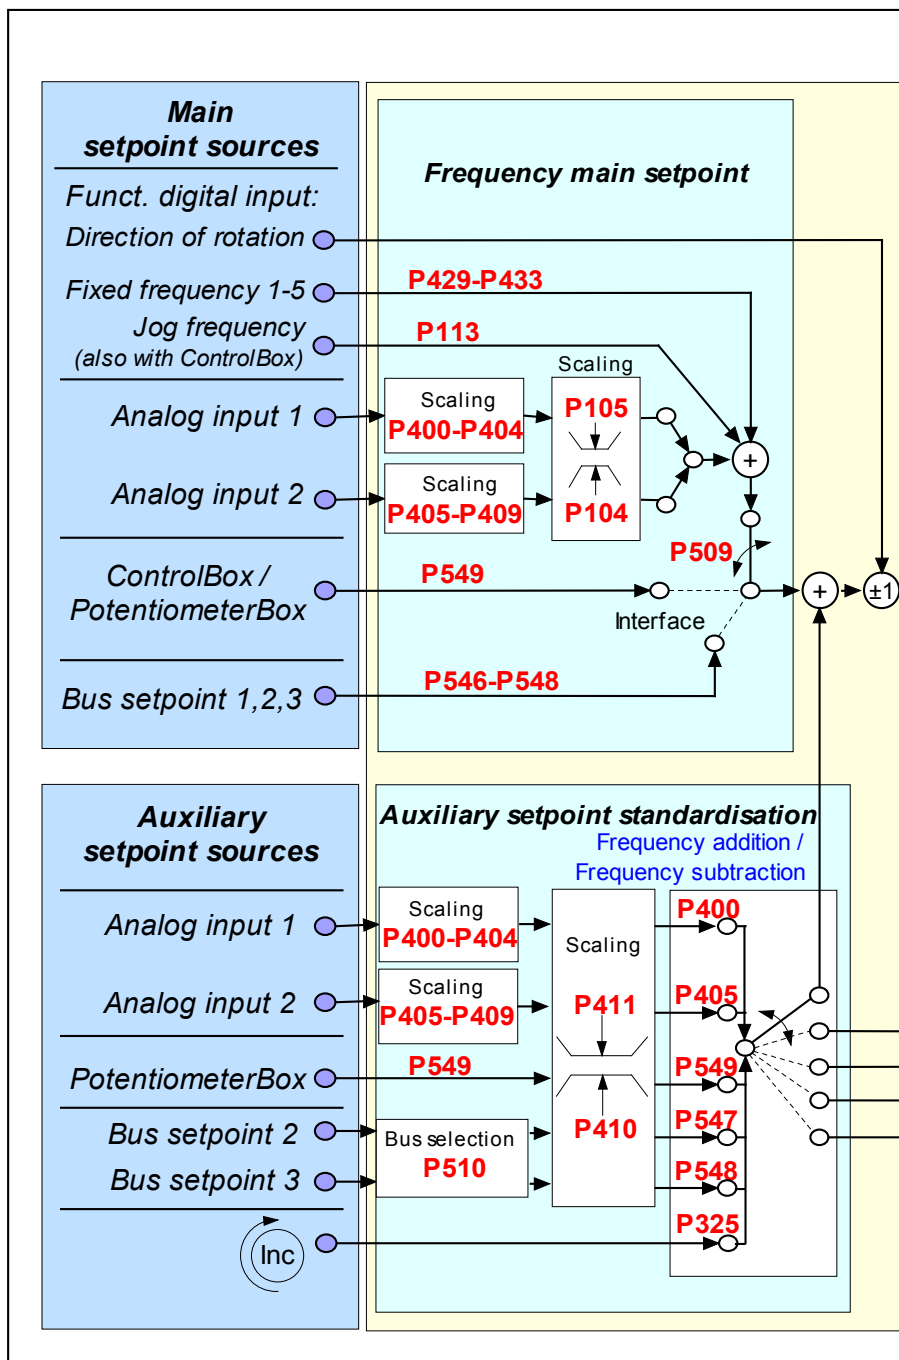 Main
setpoint sources
Funct. digital input:
Direction of rotation
Fixed frequency 1-5
Jog frequency
(also with ControlBox)
Analog input 1
Analog input 2
ControlBox /
PotentiometerBox
Bus setpoint 1,2,3
Frequency main setpoint
P429-P433
P113
Scaling
Scaling
P400-P404
P105
Scaling
P405-P409
P104
+
P509
P549
Interface
+
±1
P546-P548
Auxiliary
setpoint sources
Analog input 1
Analog input 2
PotentiometerBox
Bus setpoint 2
Bus setpoint 3
Inc
Auxiliary setpoint standardisation
Frequency addition /
Frequency subtraction
Scaling
P400-P404
Scaling
P405-P409
P549
Bus selection
P510
Scaling
P411
P410
P400
P405
P549
P547
P548
P325